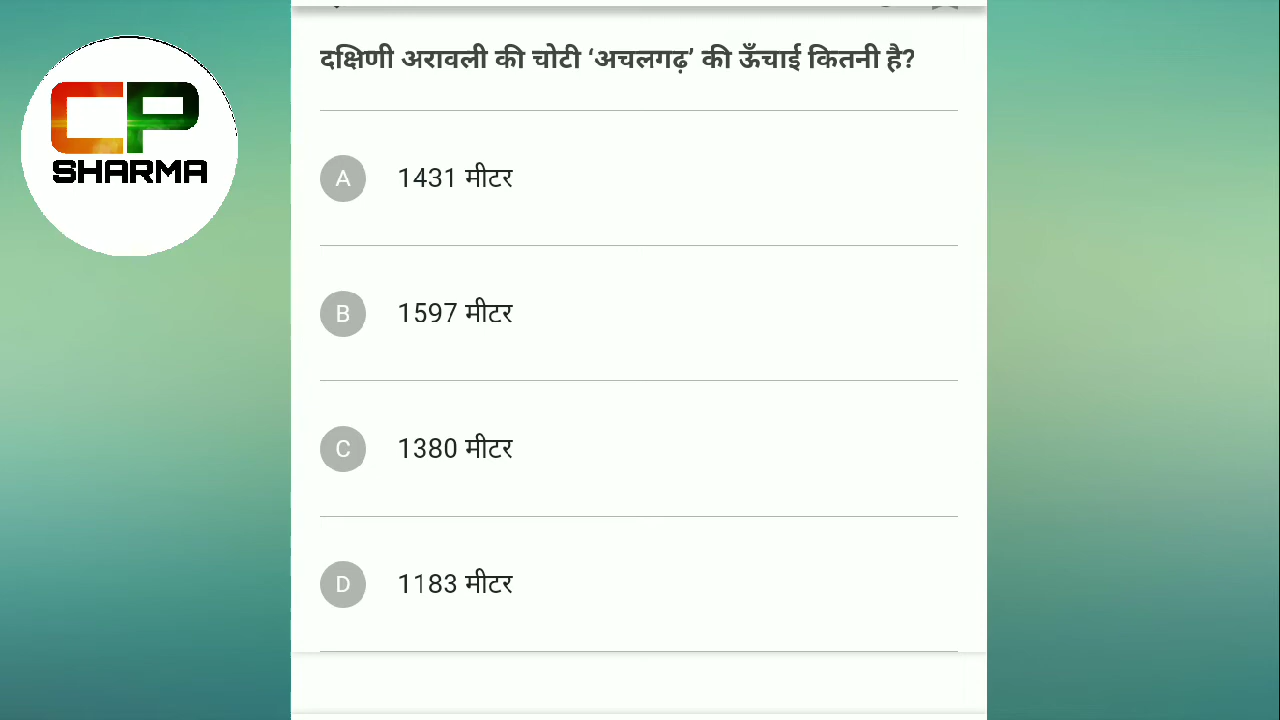 CP
SHARMA
दक्षिणी अरावली की चोटी ‘अचलगढ़’ की ऊँचाई कितनी है?
A 1431 मीटर
B 1597 मीटर
C 1380 मीटर
D 1183 मीटर